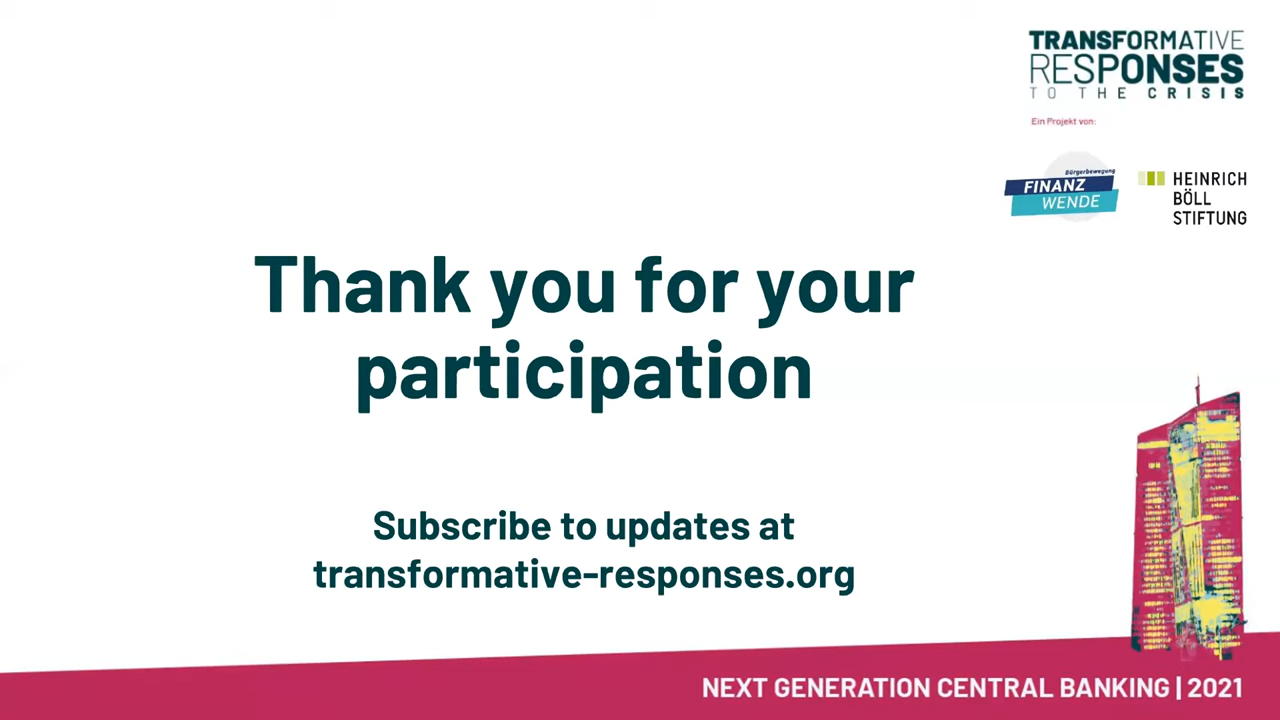 TRANSFORMATIVE
RESPONSES
TO THE CRISIS
Ein Projekt von:
Bürgerbewegung
FINANZ
WENDE
HEINRICH
BÖLL
STIFTUNG
Thank you for your
participation
Subscribe to updates at
transformative-responses.org
NEXT GENERATION CENTRAL BANKING | 2021